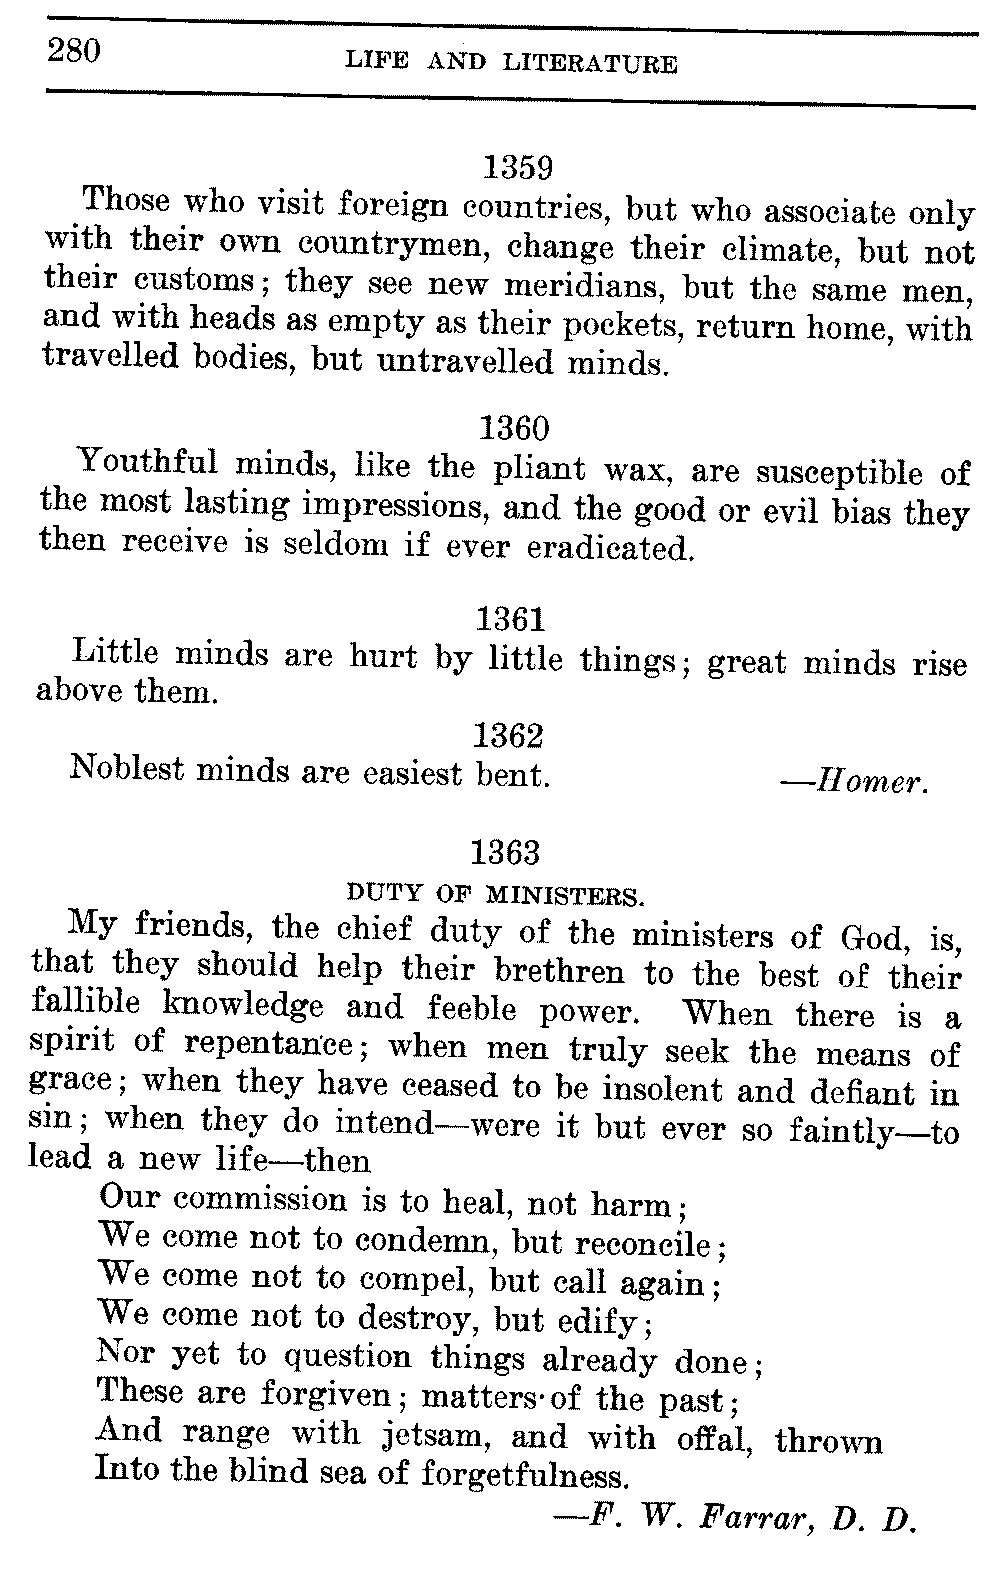 280
LIFE AND LITERATURE
1359
Those who visit foreign countries, but who associate only
with their own countrymen, change their climate, but not
their customs; they see new meridians, but the same men,
and with heads as empty as their pockets, return home, with
travelled bodies, but untravelled minds.
1360
Youthful minds, like the pliant wax, are susceptible of
the most lasting impressions, and the good or evil bias they
then receive is seldom if ever eradicated.
1361
Little minds are hurt by little things; great minds rise
above them.
1362
Noblest minds are easiest bent. —Homer.
1363
DUTY OF MINISTERS.
My friends, the chief duty of the ministers of God, is,
that they should help their brethren to the best of their
fallible knowledge and feeble power. When there is a
spirit of repentance; when men truly seek the means of
grace; when they have ceased to be insolent and defiant in
sin; when they do intend—were it but ever so faintly—to
lead a new life—then
Our commission is to heal, not harm;
We come not to condemn, but reconcile;
We come not to compel, but call again;
We come not to destroy, but edify;
Nor yet to question things already done;
These are forgiven; matters of the past;
And range with jetsam, and with offal, thrown
Into the blind sea of forgetfulness.
—F. W. Farrar, D. D.